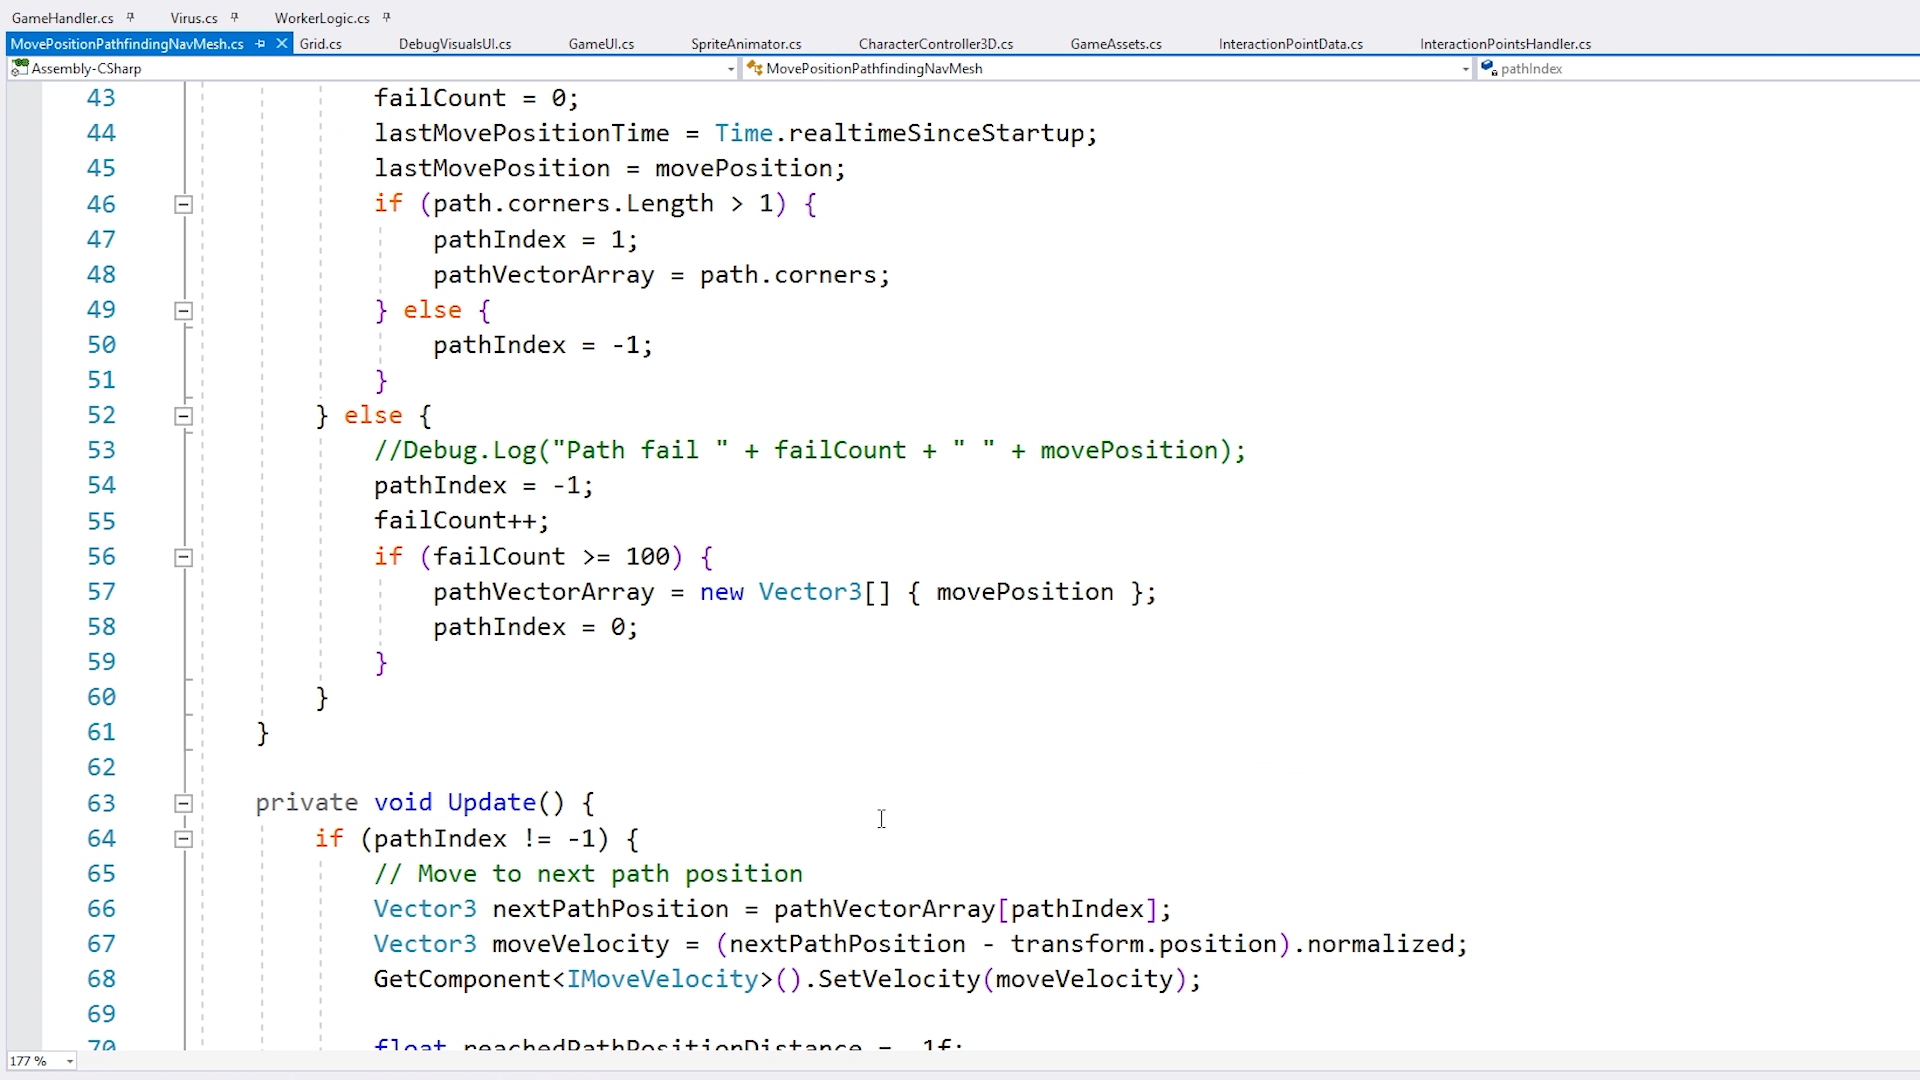 GameHandler.cs Virus.cs WorkerLogic.cs
MovePositionPathfindingNavMesh.cs Grid.cs DebugVisualsUI.cs GameUI.cs SpriteAnimator.cs CharacterController3D.cs GameAssets.cs InteractionPointData.cs InteractionPointsHandler.cs
Assembly-CSharp MovePositionPathfindingNavMesh pathIndex
43 failCount = 0;
44 lastMovePositionTime = Time.realtimeSinceStartup;
45 lastMovePosition = movePosition;
46 if (path.corners.Length > 1) {
47 pathIndex = 1;
48 pathVectorArray = path.corners;
49 } else {
50 pathIndex = -1;
51 }
52 } else {
53 //Debug.Log("Path fail " + failCount + " " + movePosition);
54 pathIndex = -1;
55 failCount++;
56 if (failCount >= 100) {
57 pathVectorArray = new Vector3[] { movePosition };
58 pathIndex = 0;
59 }
60 }
61 }
62
63 private void Update() {
64 if (pathIndex != -1) {
65 // Move to next path position
66 Vector3 nextPathPosition = pathVectorArray[pathIndex];
67 Vector3 moveVelocity = (nextPathPosition - transform.position).normalized;
68 GetComponent<IMoveVelocity>().SetVelocity(moveVelocity);
69
70 float reachedPathPositionDistance = .1f;
177 %